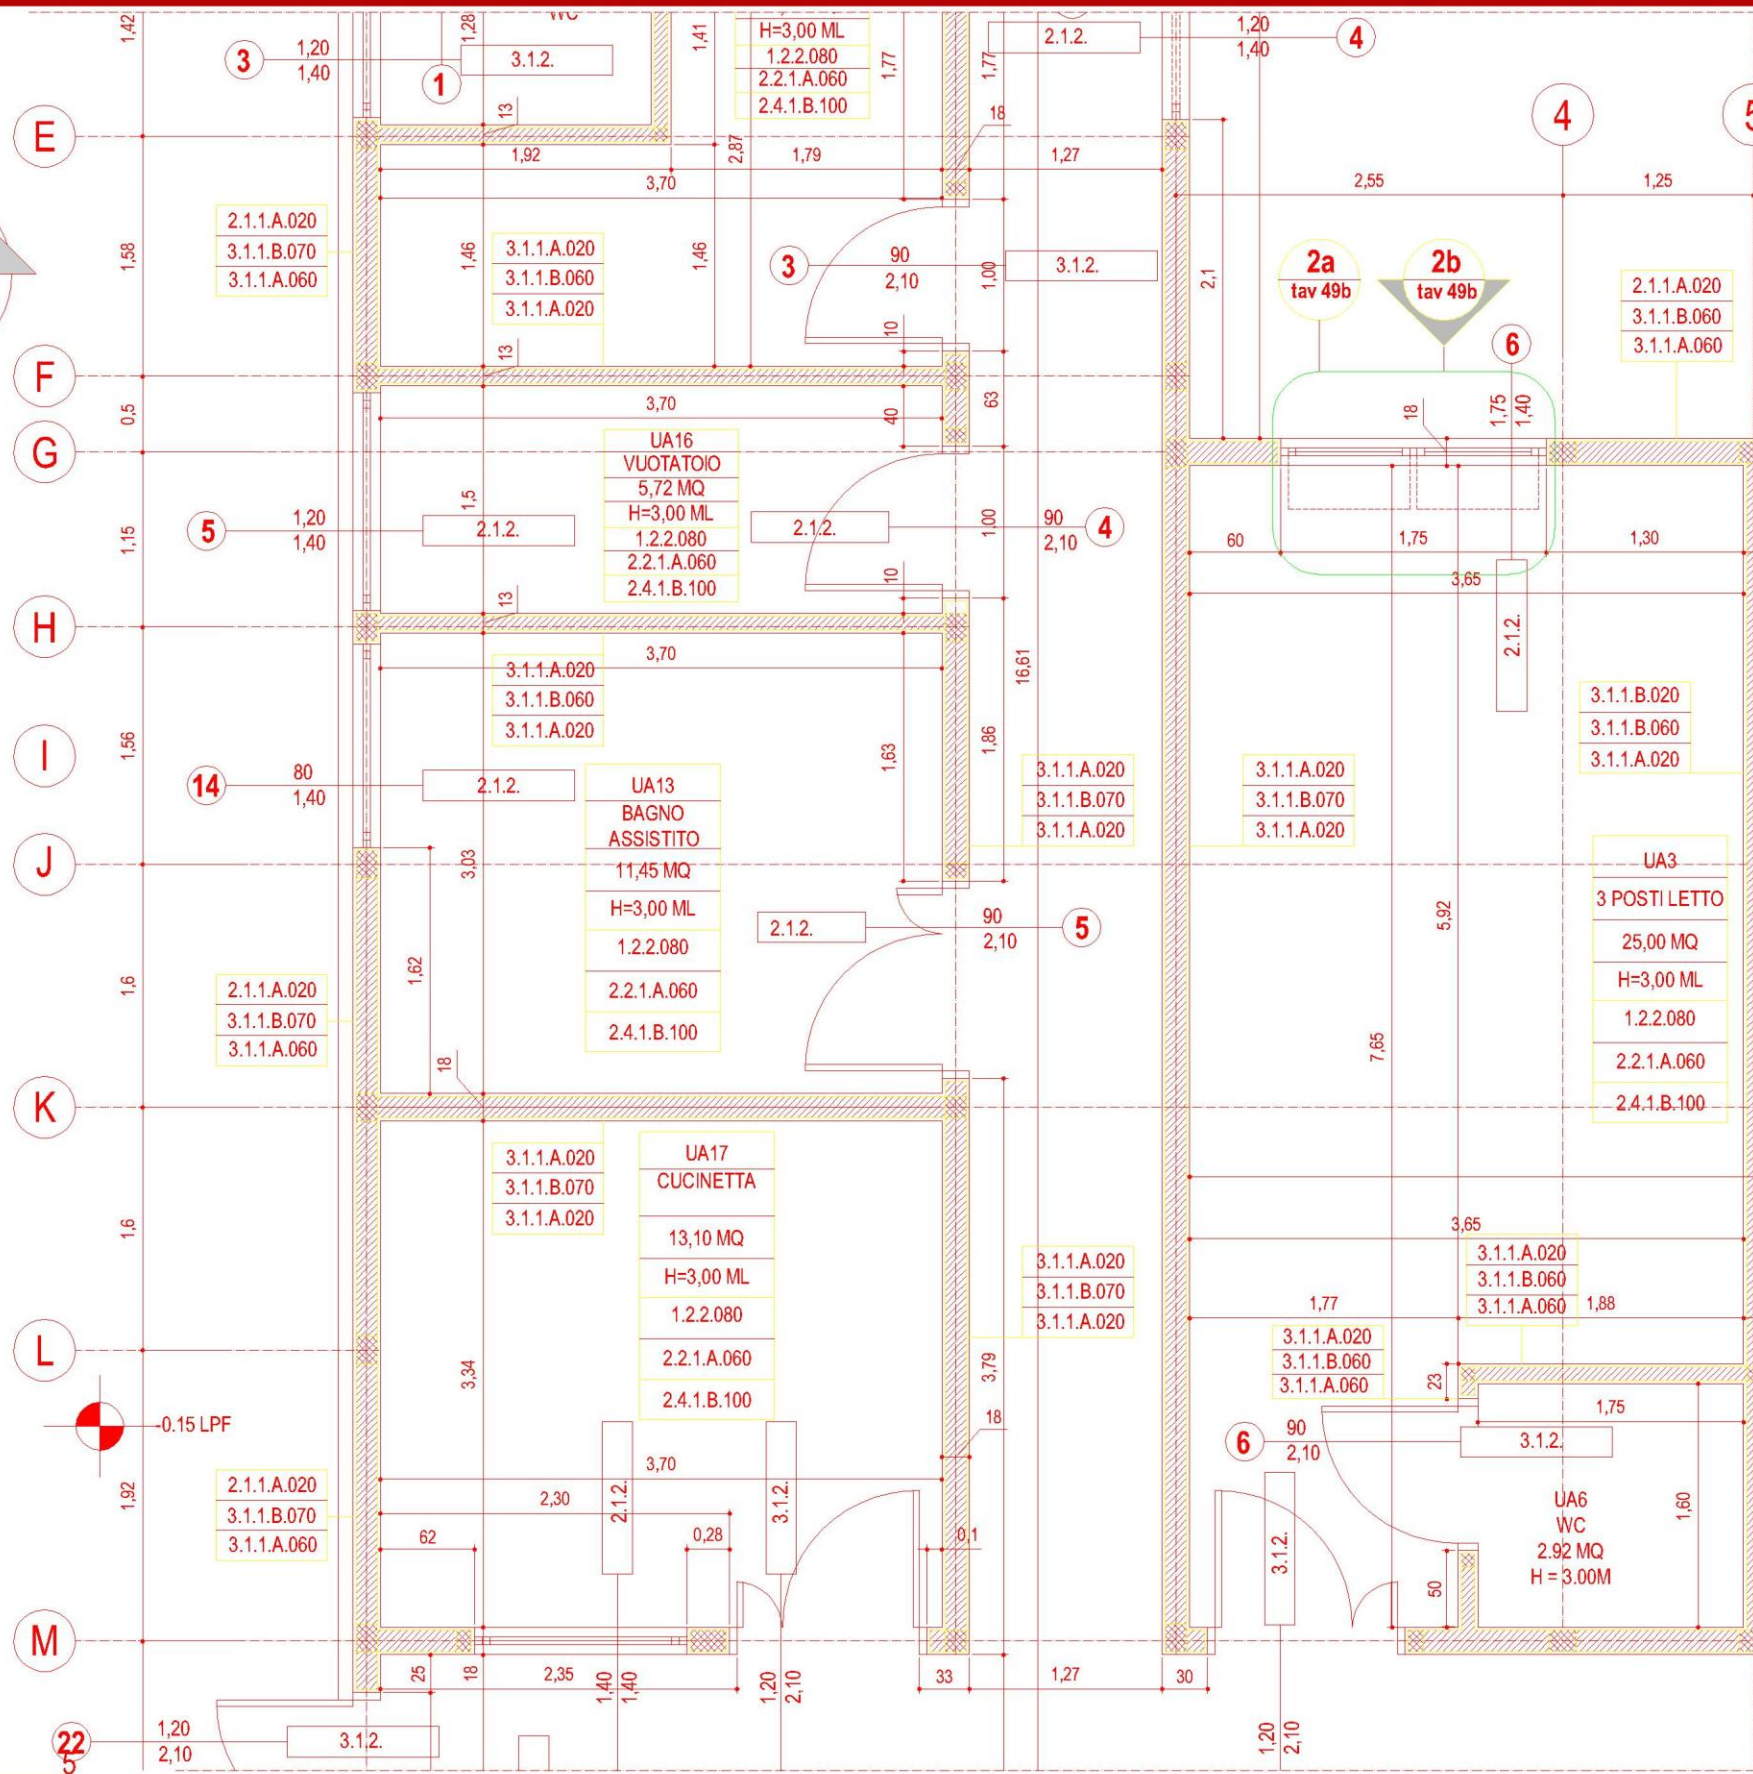 1,42
1,28
WC
1,41
H=3,00 ML
1.2.2.080
2.2.1.A.060
2.4.1.B.100
1,77
1,77
2.1.2.
1,20
1,40
4
3
1,20
1,40
1
3.1.2.
E
13
18
4
1,92
2,87
1,79
1,27
3,70
2,55
1,25
2.1.1.A.020
3.1.1.B.070
3.1.1.A.060
1,58
1,46
3.1.1.A.020
3.1.1.B.060
3.1.1.A.020
1,46
3
90
2,10
1,00
3.1.2.
2,1
2a
tav 49b
2b
tav 49b
2.1.1.A.020
3.1.1.B.060
3.1.1.A.060
6
10
13
F
0,5
3,70
40
63
18
1,75
1,40
G
UA16
VUOTATOIO
5,72 MQ
H=3,00 ML
1.2.2.080
2.2.1.A.060
2.4.1.B.100
1,15
5
1,20
1,40
1,5
2.1.2.
2.1.2.
1,00
90
2,10
4
60
1,75
1,30
3,65
10
13
H
2.1.2.
3,70
16,61
3.1.1.A.020
3.1.1.B.060
3.1.1.A.020
3.1.1.B.020
3.1.1.B.060
3.1.1.A.020
I
1,56
1,63
1,86
14
80
1,40
2.1.2.
UA13
BAGNO
ASSISTITO
11,45 MQ
H=3,00 ML
1.2.2.080
2.2.1.A.060
2.4.1.B.100
3.1.1.A.020
3.1.1.B.070
3.1.1.A.020
3.1.1.A.020
3.1.1.B.070
3.1.1.A.020
J
3,03
UA3
3 POSTI LETTO
25,00 MQ
H=3,00 ML
1.2.2.080
2.2.1.A.060
2.4.1.B.100
5,92
2.1.2.
90
2,10
5
1,6
2.1.1.A.020
3.1.1.B.070
3.1.1.A.060
1,62
7,65
18
K
3.1.1.A.020
3.1.1.B.070
3.1.1.A.020
UA17
CUCINETTA
13,10 MQ
H=3,00 ML
1.2.2.080
2.2.1.A.060
2.4.1.B.100
1,6
3,65
3.1.1.A.020
3.1.1.B.070
3.1.1.A.020
3.1.1.A.020
3.1.1.B.060
3.1.1.A.060
1,77
1,88
L
3,34
3,79
3.1.1.A.020
3.1.1.B.060
3.1.1.A.060
23
-0.15 LPF
18
1,75
6
90
2,10
3.1.2.
3,70
1,92
2.1.1.A.020
3.1.1.B.070
3.1.1.A.060
2,30
2.1.2.
3.1.2.
62
0,28
0,1
3.1.2.
UA6
WC
2.92 MQ
H = 3.00M
1,60
50
M
25
18
2,35
1,40
1,40
1,20
2,10
33
1,27
30
1,20
2,10
22
5
1,20
2,10
3.1.2.